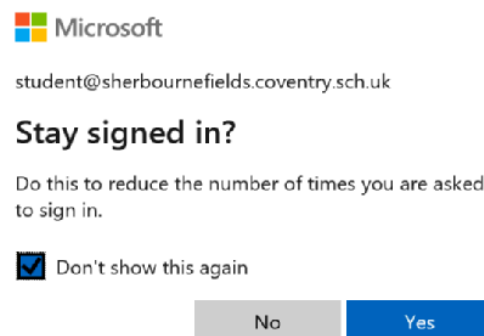 Microsoft
student@sherbournefields.coventry.sch.uk
Stay signed in?
Do this to reduce the number of times you are asked
to sign in.
Don't show this again
No
Yes